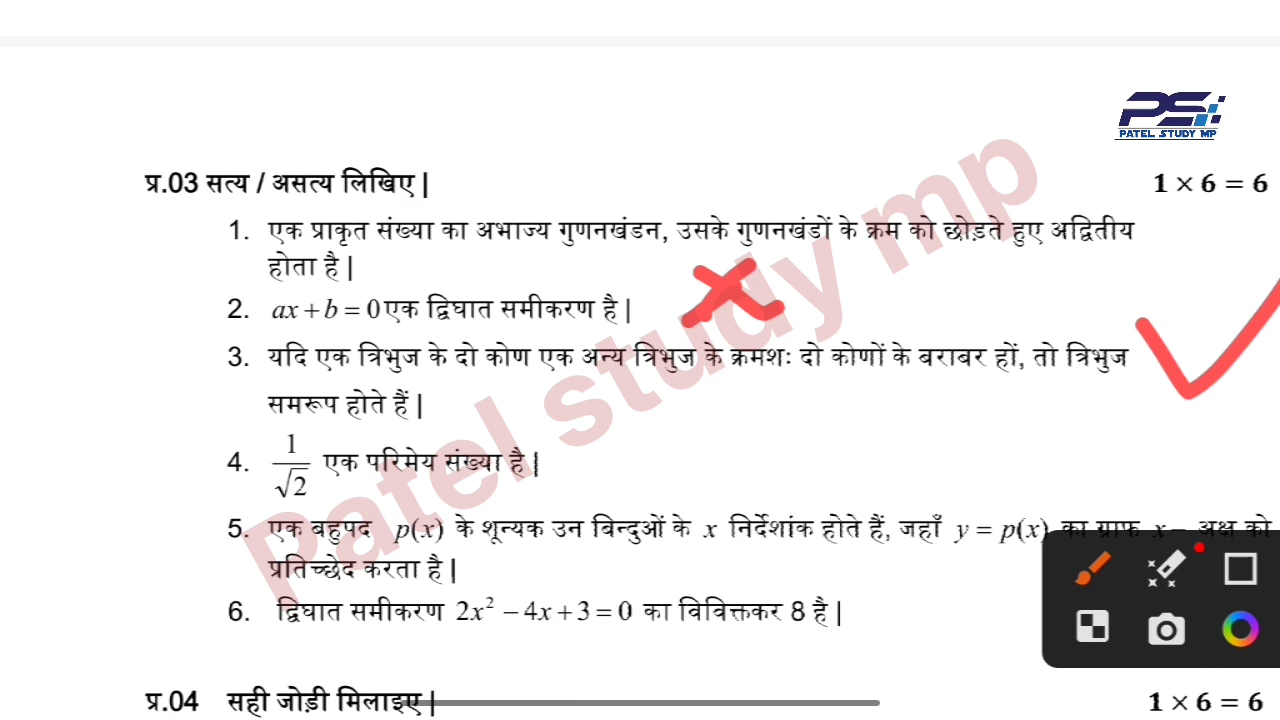 PS
PATEL STUDY MP
प्र.03 सत्य / असत्य लिखिए | 1 × 6 = 6
1. एक प्राकृत संख्या का अभाज्य गुणनखंडन, उसके गुणनखंडों के क्रम को छोड़ते हुए अद्वितीय
होता है |
2. ax + b = 0 एक द्विघात समीकरण है |
3. यदि एक त्रिभुज के दो कोण एक अन्य त्रिभुज के क्रमशः दो कोणों के बराबर हों, तो त्रिभुज
समरूप होते हैं |
4. 1/√2 एक परिमेय संख्या है |
5. एक बहुपद p(x) के शून्यक उन बिन्दुओं के x निर्देशांक होते हैं, जहाँ y = p(x) का ग्राफ x – अक्ष को
प्रतिच्छेद करता है |
6. द्विघात समीकरण 2x² – 4x + 3 = 0 का विविक्तकर 8 है |
प्र.04 सही जोड़ी मिलाइए | 1 × 6 = 6
Patel study mp